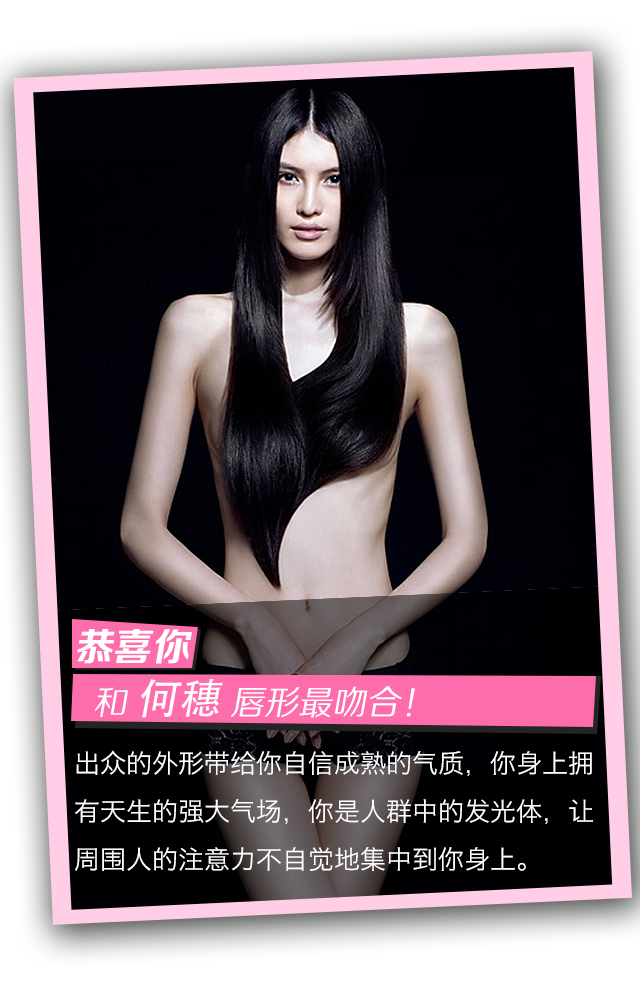 恭喜你
和 何穗 唇形最吻合！
出众的外形带给你自信成熟的气质，你身上拥
有天生的强大气场，你是人群中的发光体，让
周围人的注意力不自觉地集中到你身上。